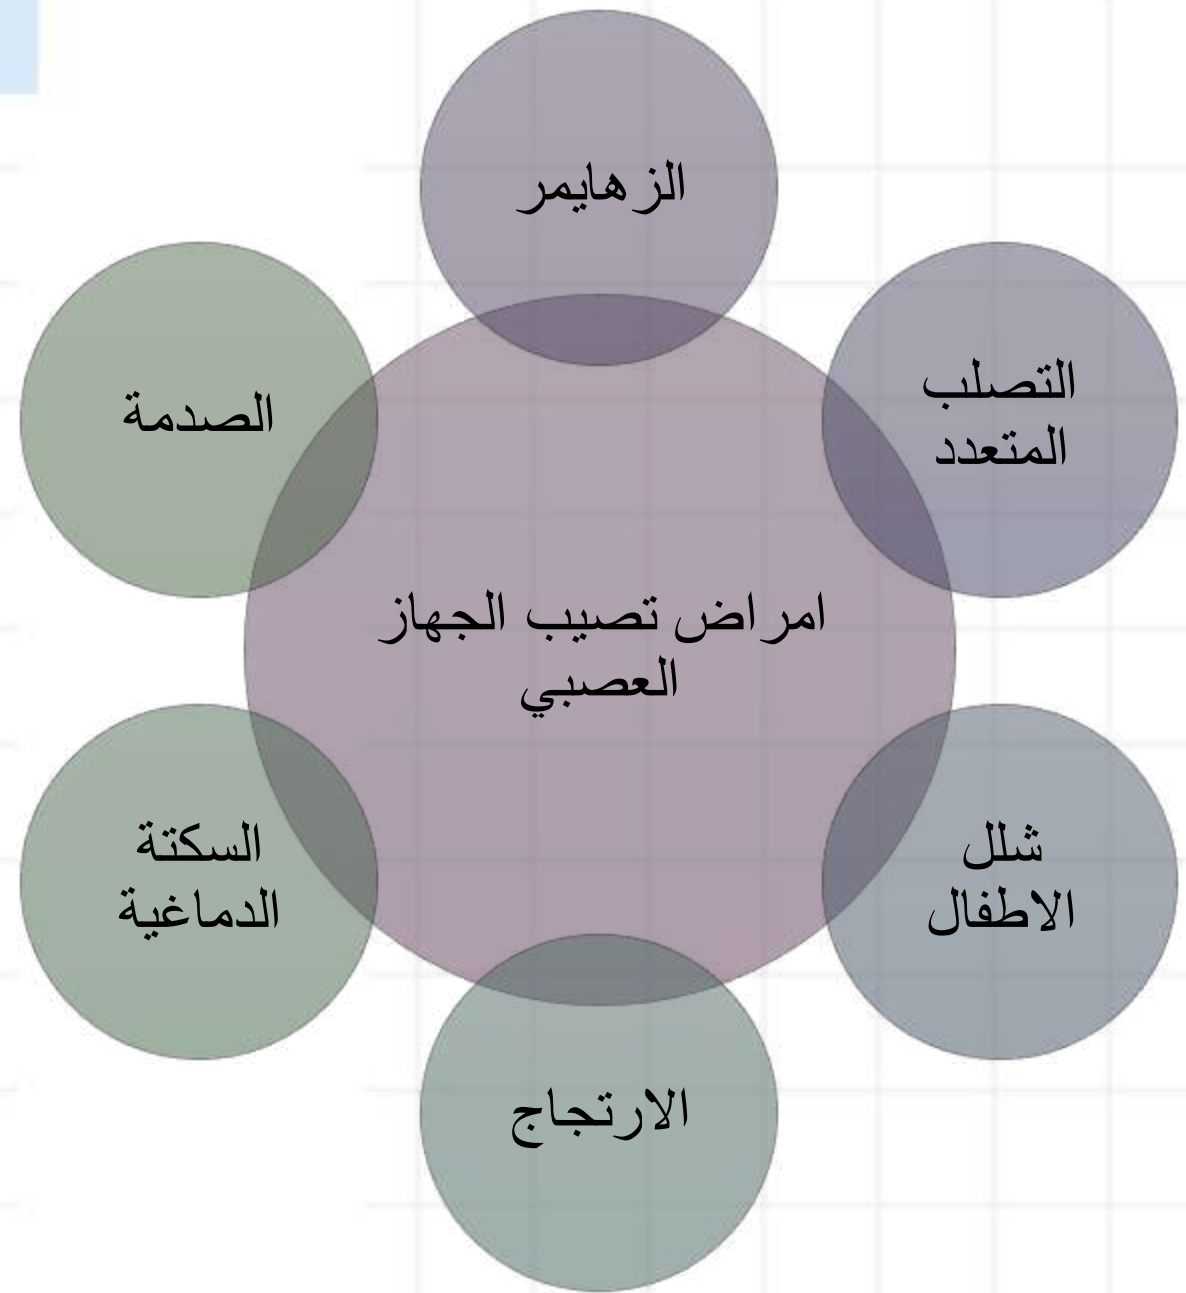 الزهايمر
التصلب
المتعدد
الصدمة
امراض تصيب الجهاز
العصبي
شلل
الاطفال
السكتة
الدماغية
الارتجاج